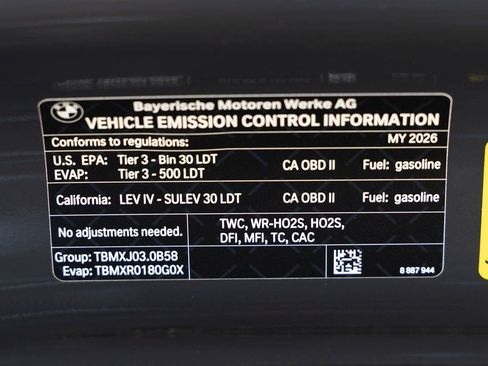 BMW
Bayerische Motoren Werke AG
VEHICLE EMISSION CONTROL INFORMATION
Conforms to regulations: MY 2026
U.S. EPA: Tier 3 - Bin 30 LDT CA OBD II Fuel: gasoline
EVAP: Tier 3 - 500 LDT
California: LEV IV - SULEV 30 LDT CA OBD II Fuel: gasoline
No adjustments needed. TWC, WR-HO2S, HO2S,
DFI, MFI, TC, CAC
Group: TBMXJ03.0B58
Evap: TBMXR0180G0X 8 887 944